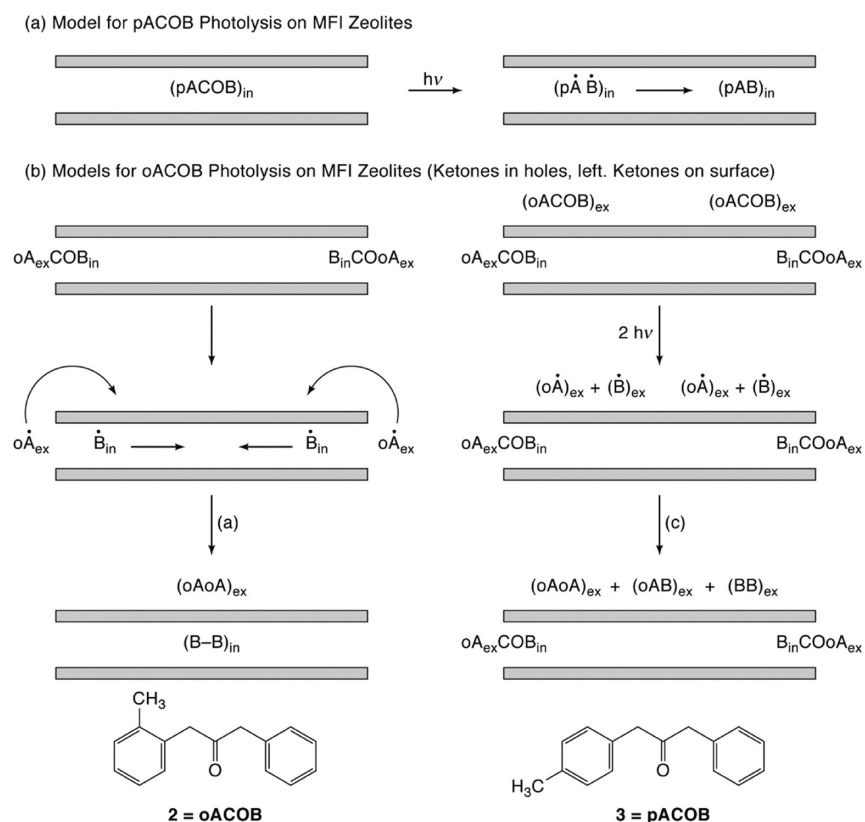 (a) Model for pACOB Photolysis on MFI Zeolites
(pACOB)in
hν
(pȦ Ḃ)in
(pAB)in
(b) Models for oACOB Photolysis on MFI Zeolites (Ketones in holes, left. Ketones on surface)
(oACOB)ex (oACOB)ex
oAexCOBin BinCOoAex oAexCOBin BinCOoAex
2 hν
(oȦ)ex + (Ḃ)ex (oȦ)ex + (Ḃ)ex
oȦex Ḃin Ḃin oȦex oAexCOBin BinCOoAex
(a) (c)
(oAoA)ex (oAoA)ex + (oAB)ex + (BB)ex
(B–B)in oAexCOBin BinCOoAex
CH3
O O
H3C
2 = oACOB 3 = pACOB